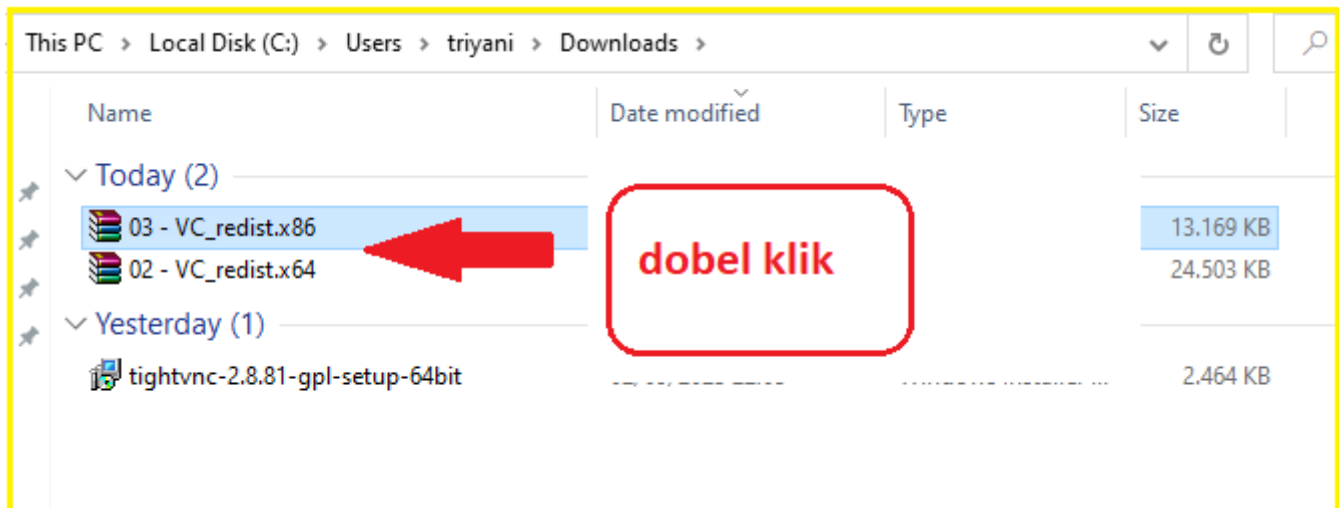 This PC > Local Disk (C:) > Users > triyani > Downloads >
Name Date modified Type Size
Today (2)
03 - VC_redist.x86 13.169 KB
02 - VC_redist.x64 24.503 KB
dobel klik
Yesterday (1)
tightvnc-2.8.81-gpl-setup-64bit 2.464 KB